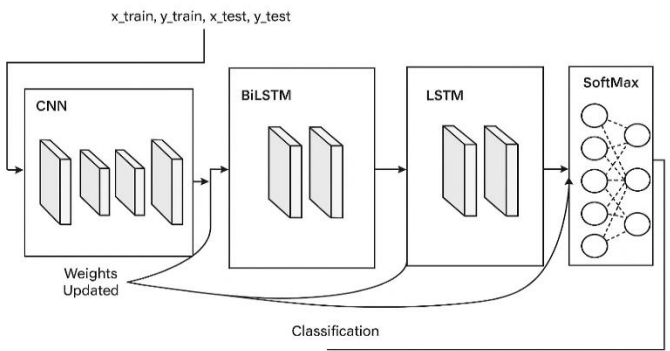 x_train, y_train, x_test, y_test
CNN
BiLSTM
LSTM
SoftMax
Weights
Updated
Classification